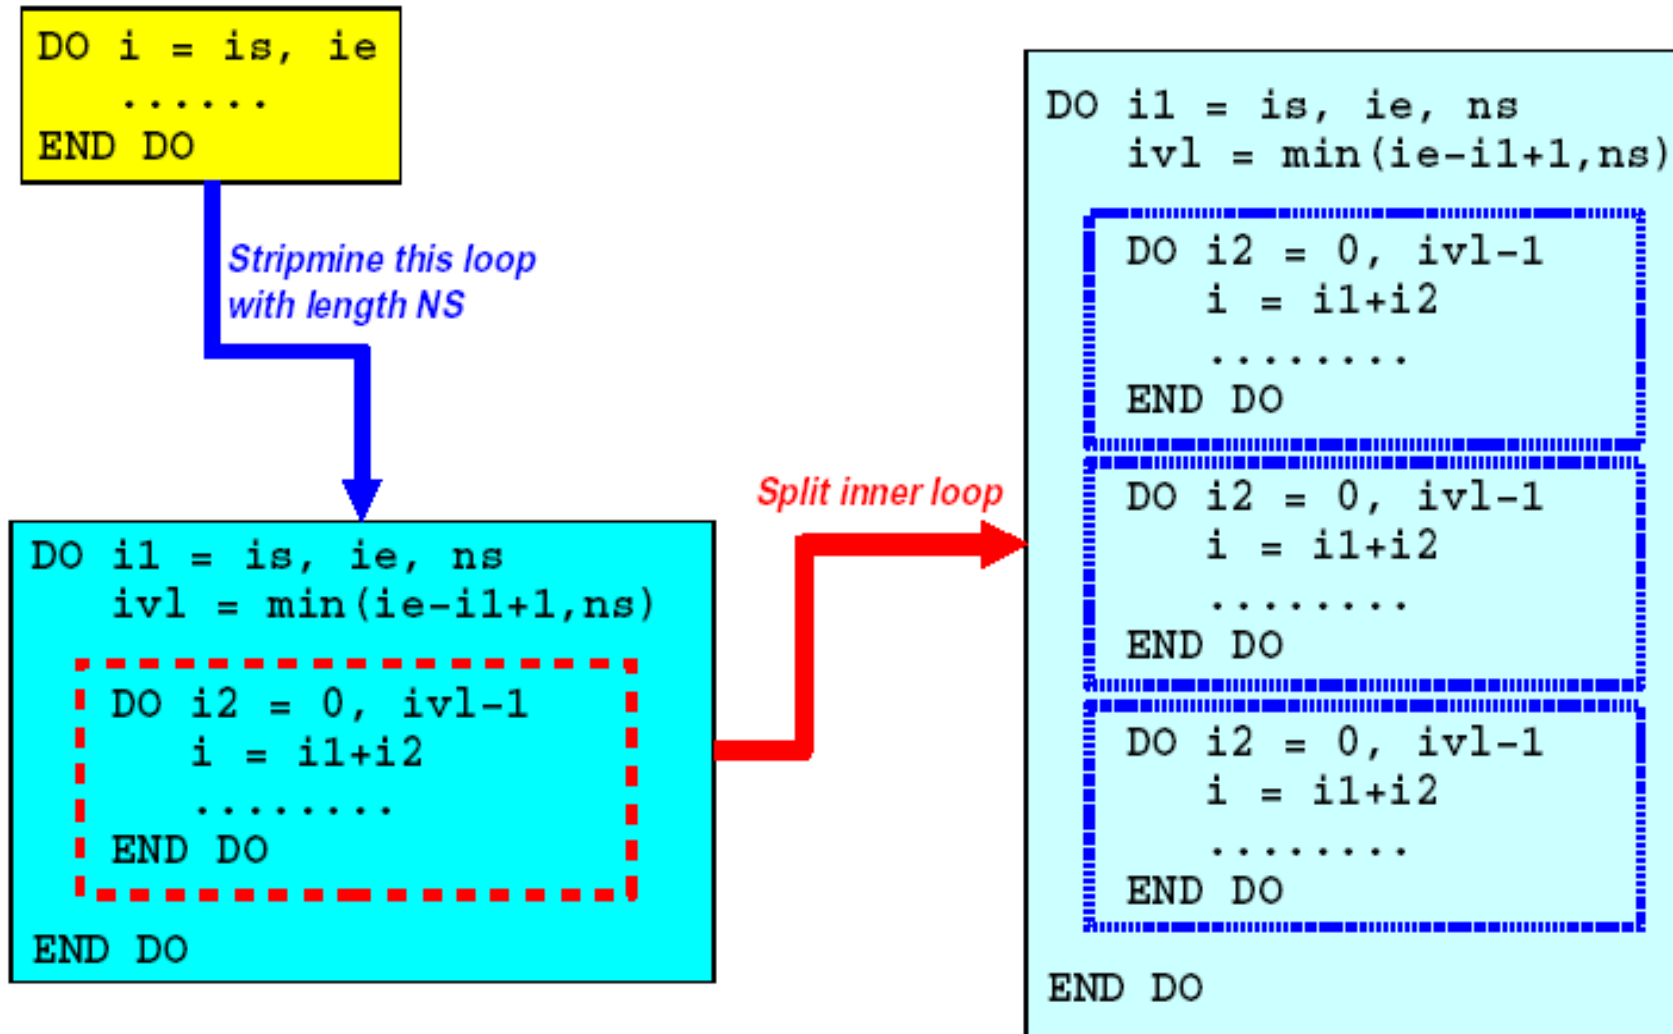 DO i = is, ie
......
END DO
Stripmine this loop
with length NS
DO i1 = is, ie, ns
ivl = min(ie-i1+1,ns)
DO i2 = 0, ivl-1
i = i1+i2
........
END DO
END DO
Split inner loop
DO i1 = is, ie, ns
ivl = min(ie-i1+1,ns)
DO i2 = 0, ivl-1
i = i1+i2
........
END DO
DO i2 = 0, ivl-1
i = i1+i2
........
END DO
DO i2 = 0, ivl-1
i = i1+i2
........
END DO
END DO